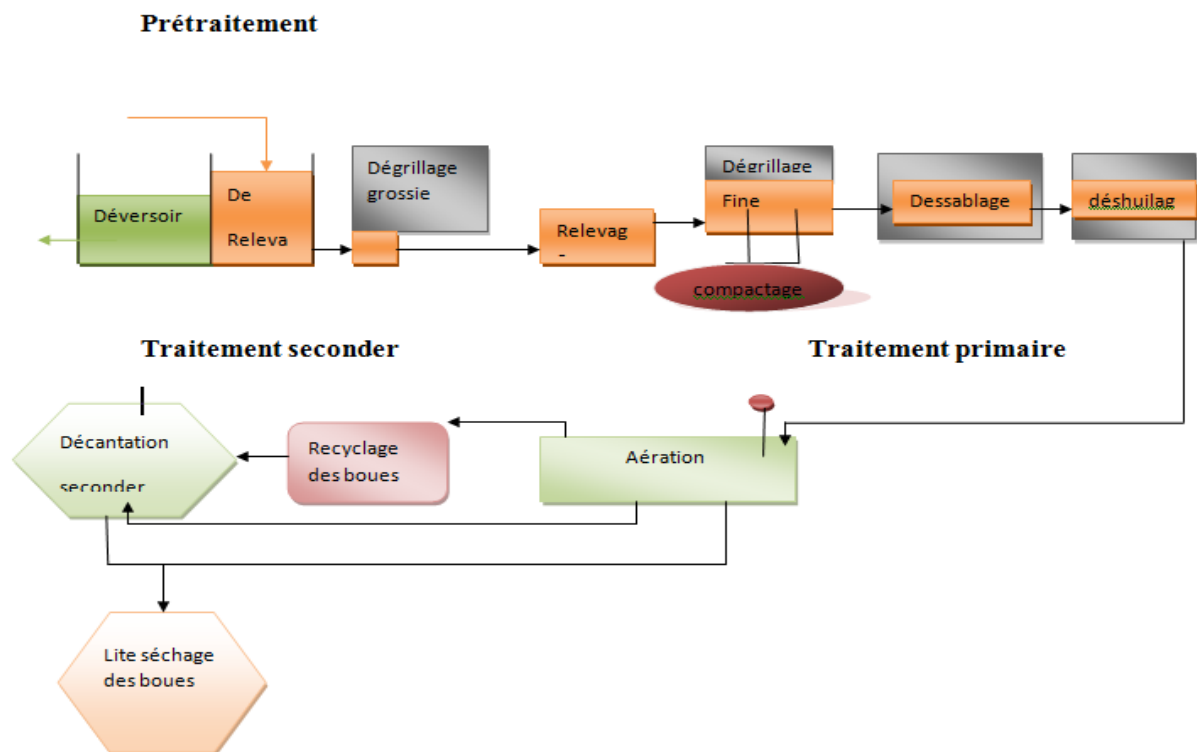 Prétraitement
Déversoir
De
Releva
Dégrillage
grossie
Relevag
-
Dégrillage
Fine
compactage
Dessablage
déshuilag
Traitement seconder
Traitement primaire
Décantation
seconder
Recyclage
des boues
Aération
Lite séchage
des boues